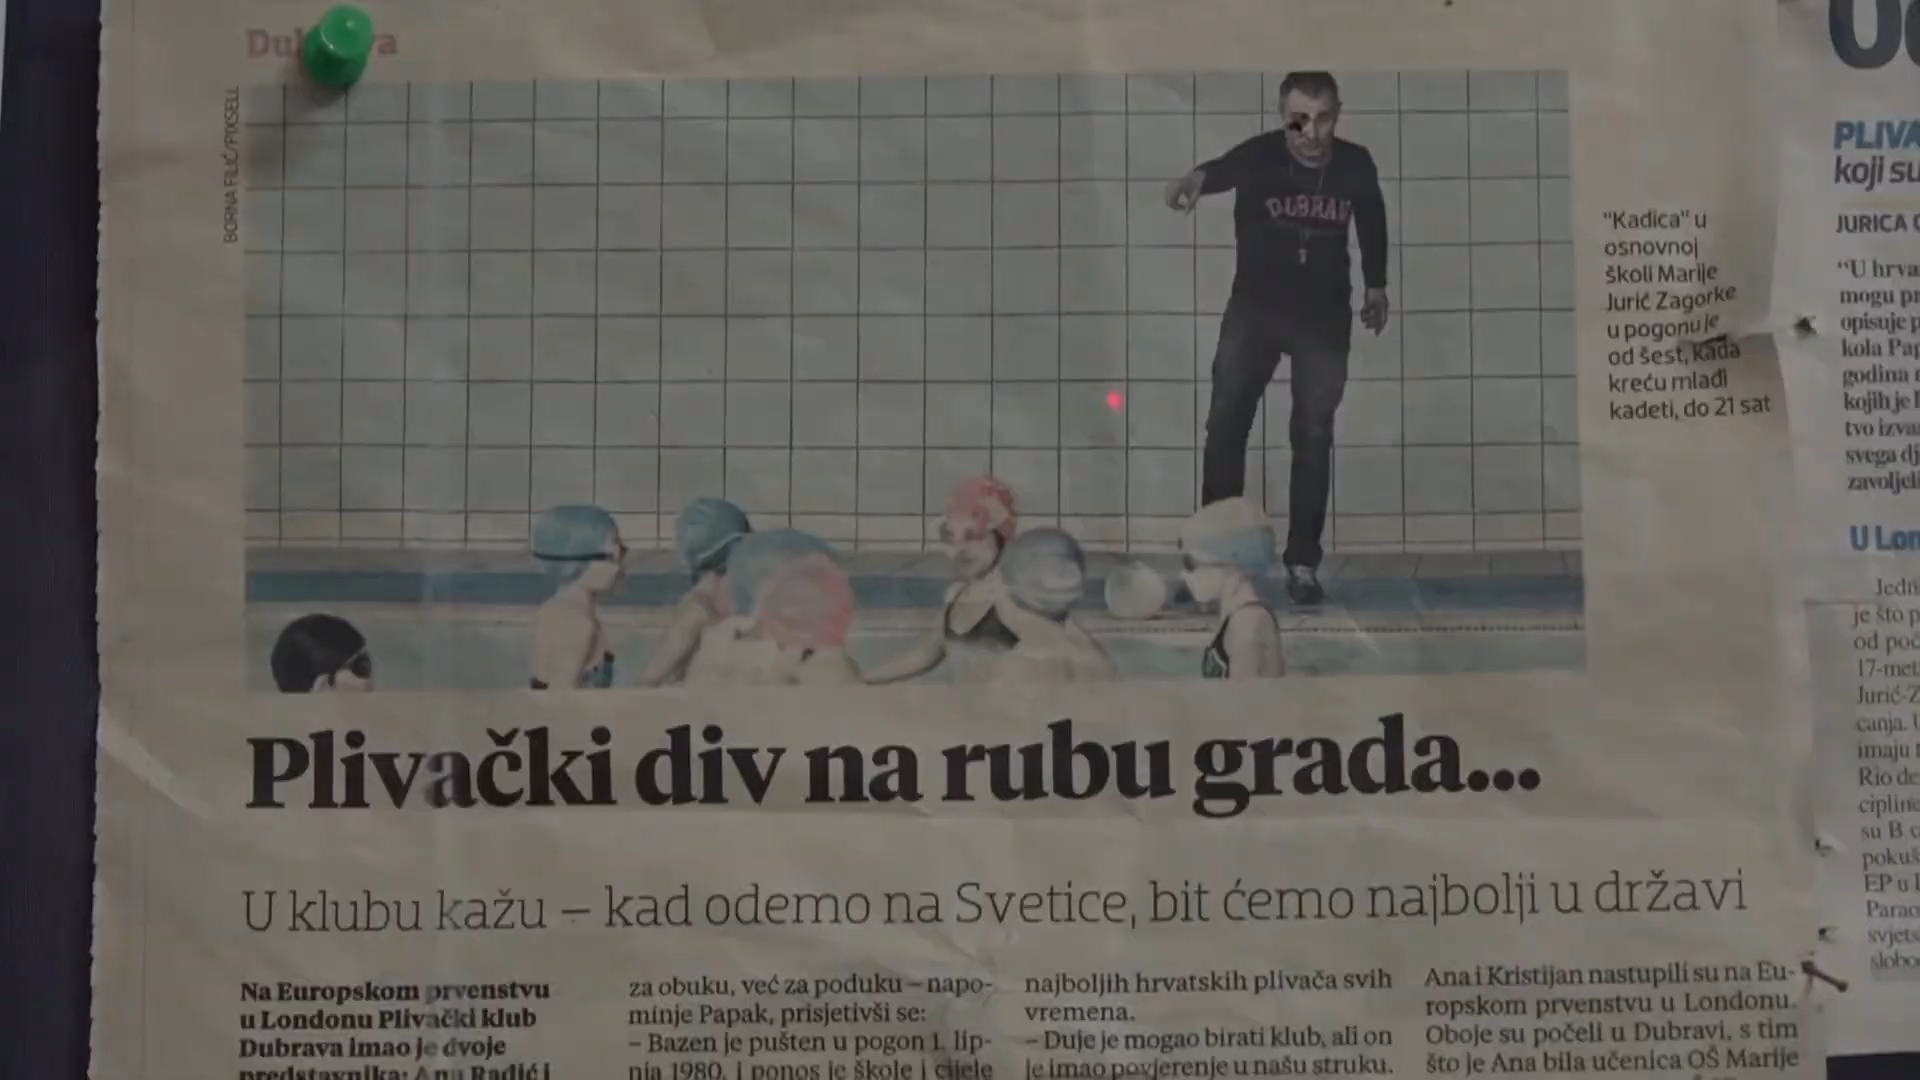 BORNA FILIĆ/PIXSELL
DUBRAV
"Kadica" u
osnovnoj
školi Marije
Jurić Zagorke
u pogonu je
od šest, kada
kreću mlađi
kadeti, do 21 sat
Plivački div na rubu grada...
U klubu kažu – kad odemo na Svetice, bit ćemo najbolji u državi
Na Europskom prvenstvu
u Londonu Plivački klub
Dubrava imao je dvoje
predstavnika: Ana Radić i
za obuku, već za poduku – napo-
minje Papak, prisjetivši se:
– Bazen je pušten u pogon 1. lip-
nja 1980. i ponos je škole i cijele
najboljih hrvatskih plivača svih
vremena.
– Duje je mogao birati klub, ali on
je imao povjerenje u našu struku.
Ana i Kristijan nastupili su na Eu-
ropskom prvenstvu u Londonu.
Oboje su počeli u Dubravi, s tim
što je Ana bila učenica OŠ Marije
PLIVA
koji su
JURICA
"U hrva
mogu pr
opisuje p
kola Pap
godina
kojih je
tvo izva
svega dj
zavoljeli
U Lon
Jedn
je što p
od poč
17-met
Jurić-Z
canja. U
imaju
Rio de
ciplin
su B
pokuš
EP u
Parao
svjets
slobo